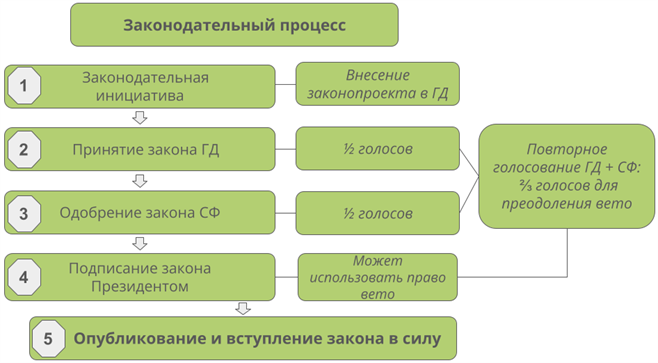 Законодательный процесс
1
Законодательная
инициатива
Внесение
законопроекта в ГД
2
Принятие закона ГД
½ голосов
Повторное
голосование ГД + СФ:
⅔ голосов для
преодоления вето
3
Одобрение закона СФ
½ голосов
4
Подписание закона
Президентом
Может
использовать право
вето
5
Опубликование и вступление закона в силу